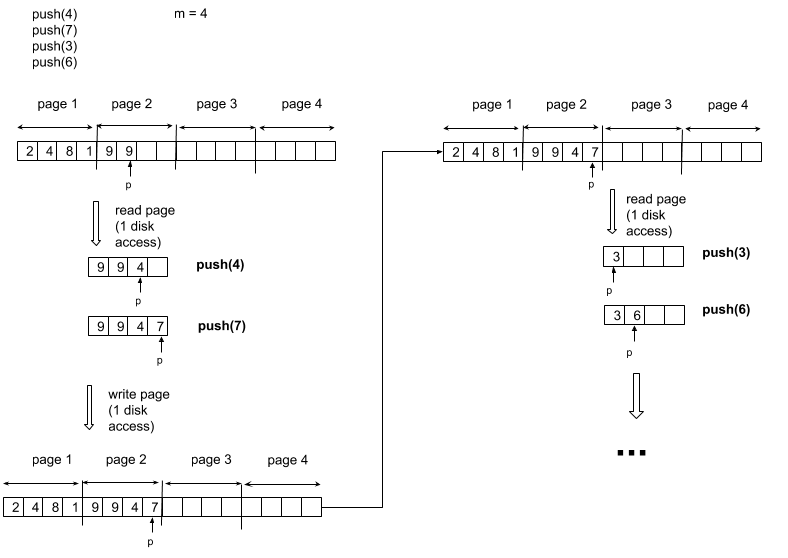 push(4)
push(7)
push(3)
push(6)
m = 4
page 1 page 2 page 3 page 4
2 4 8 1 9 9
p
read page
(1 disk
access)
9 9 4
push(4)
p
9 9 4 7
push(7)
p
write page
(1 disk
access)
page 1 page 2 page 3 page 4
2 4 8 1 9 9 4 7
p
page 1 page 2 page 3 page 4
2 4 8 1 9 9 4 7
p
read page
(1 disk
access)
3
push(3)
p
3 6
push(6)
p
...